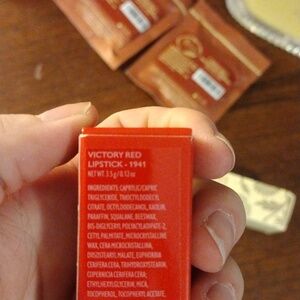 VICTORY RED
LIPSTICK - 1941
NET WT. 3.5 g / 0.12 oz
INGREDIENTS: CAPRYLIC/CAPRIC
TRIGLYCERIDE, TRIOCTYLDODECYL
CITRATE, OCTYLDODECANOL, KAOLIN,
PARAFFIN, SQUALANE, BEESWAX,
BIS-DIGLYCERYL POLYACYLADIPATE-2,
CETYL PALMITATE, MICROCRYSTALLINE
WAX, CERA MICROCRISTALLINA,
DIISOSTEARYL MALATE, EUPHORBIA
CERIFERA CERA, TRIHYDROXYSTEARIN,
COPERNICIA CERIFERA CERA;
ETHYLHEXYLGLYCERIN, MICA,
TOCOPHEROL, TOCOPHERYL ACETATE,